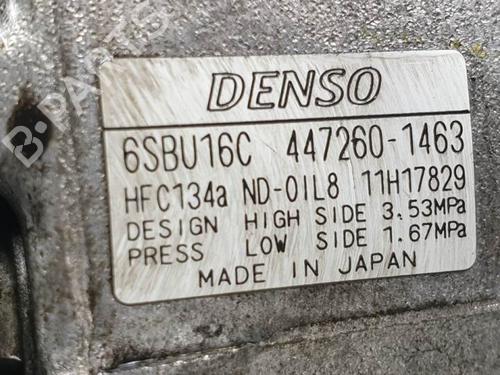 DENSO
6SBU16C 447260-1463
HFC134a ND-OIL8 11H17829
DESIGN HIGH SIDE 3.53MPa
PRESS LOW SIDE 1.67MPa
MADE IN JAPAN
B-PARTS